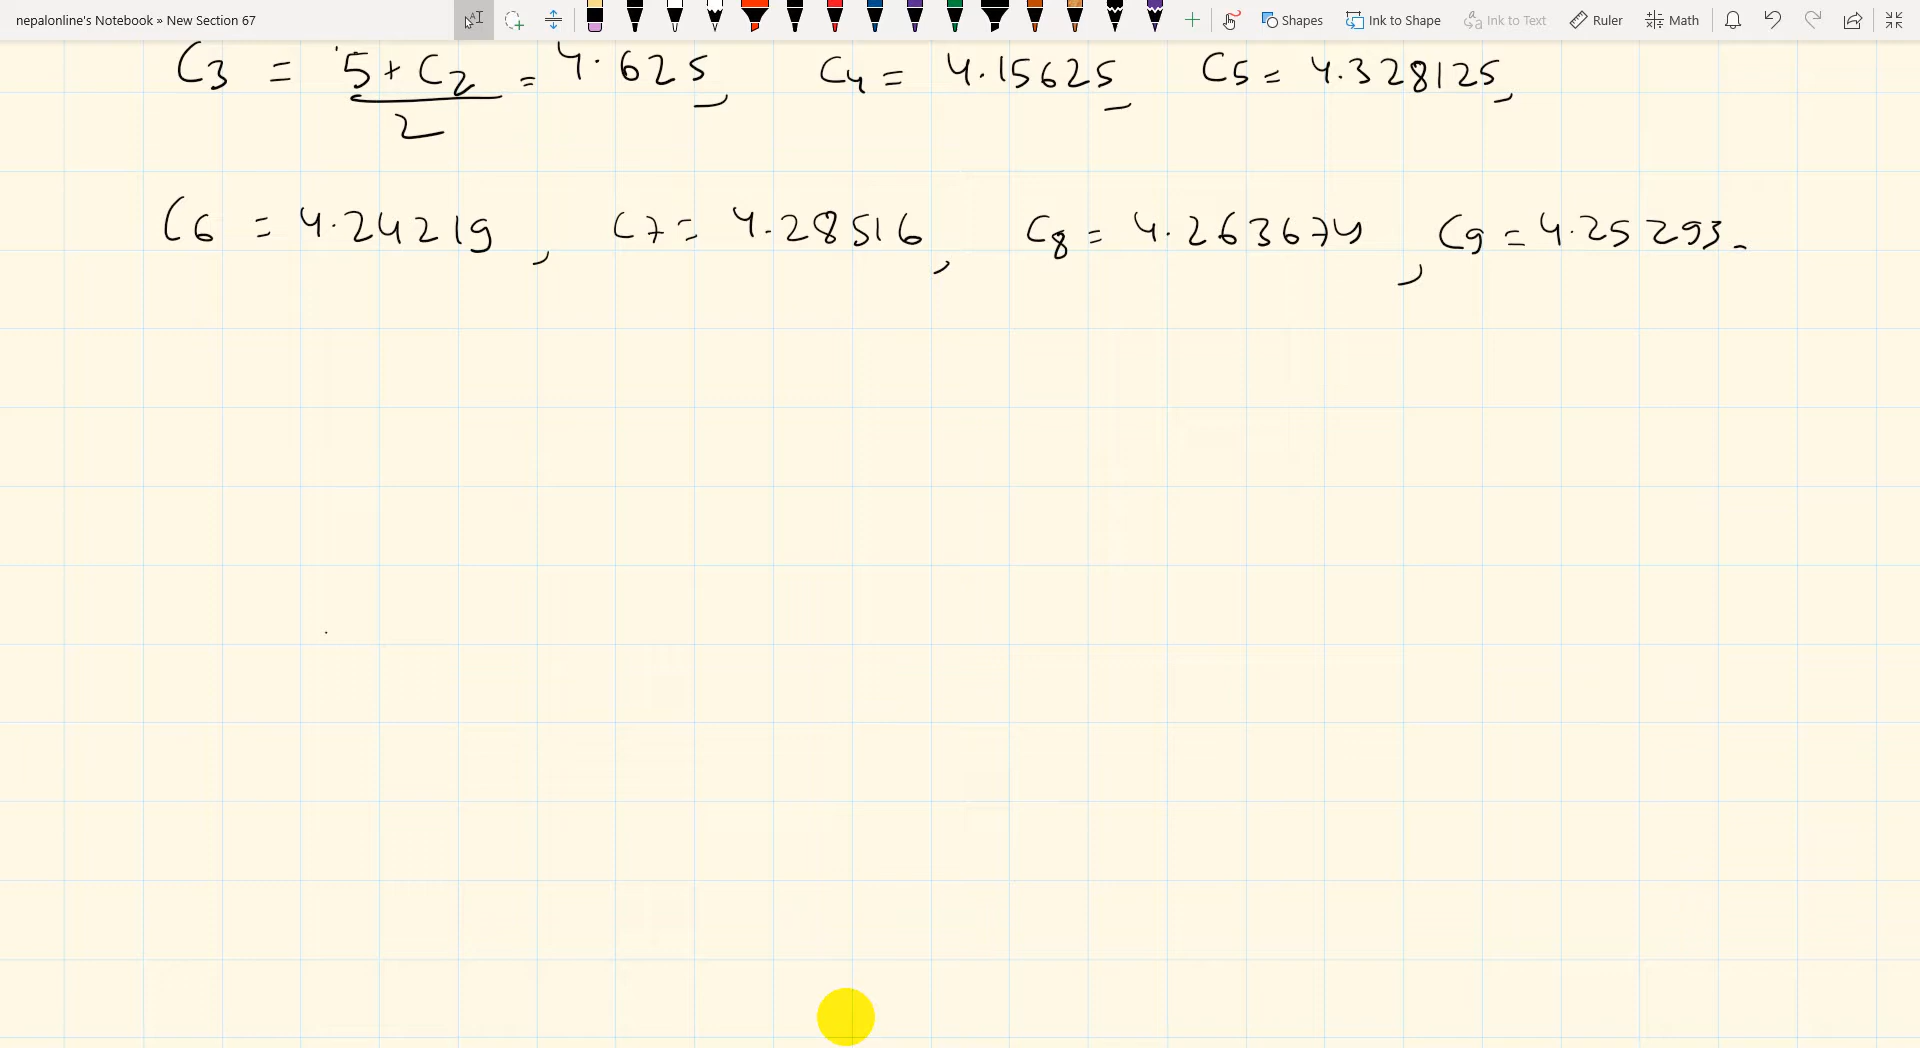 nepalonline's Notebook » New Section 67 Shapes Ink to Shape Ink to Text Ruler Math
C3 = 5 + C2 / 2 = 4.625, C4 = 4.15625, C5 = 4.328125,
C6 = 4.24219, C7 = 4.28516, C8 = 4.263674, C9 = 4.25293.